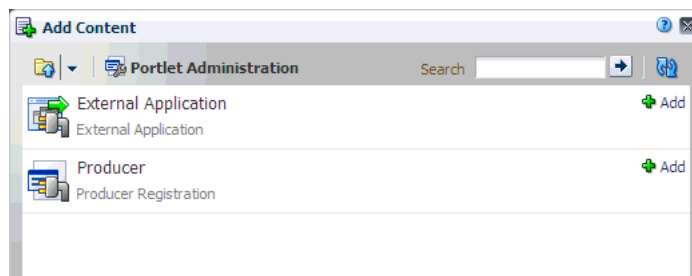 Add Content
Portlet Administration Search
External Application Add
External Application
Producer Add
Producer Registration